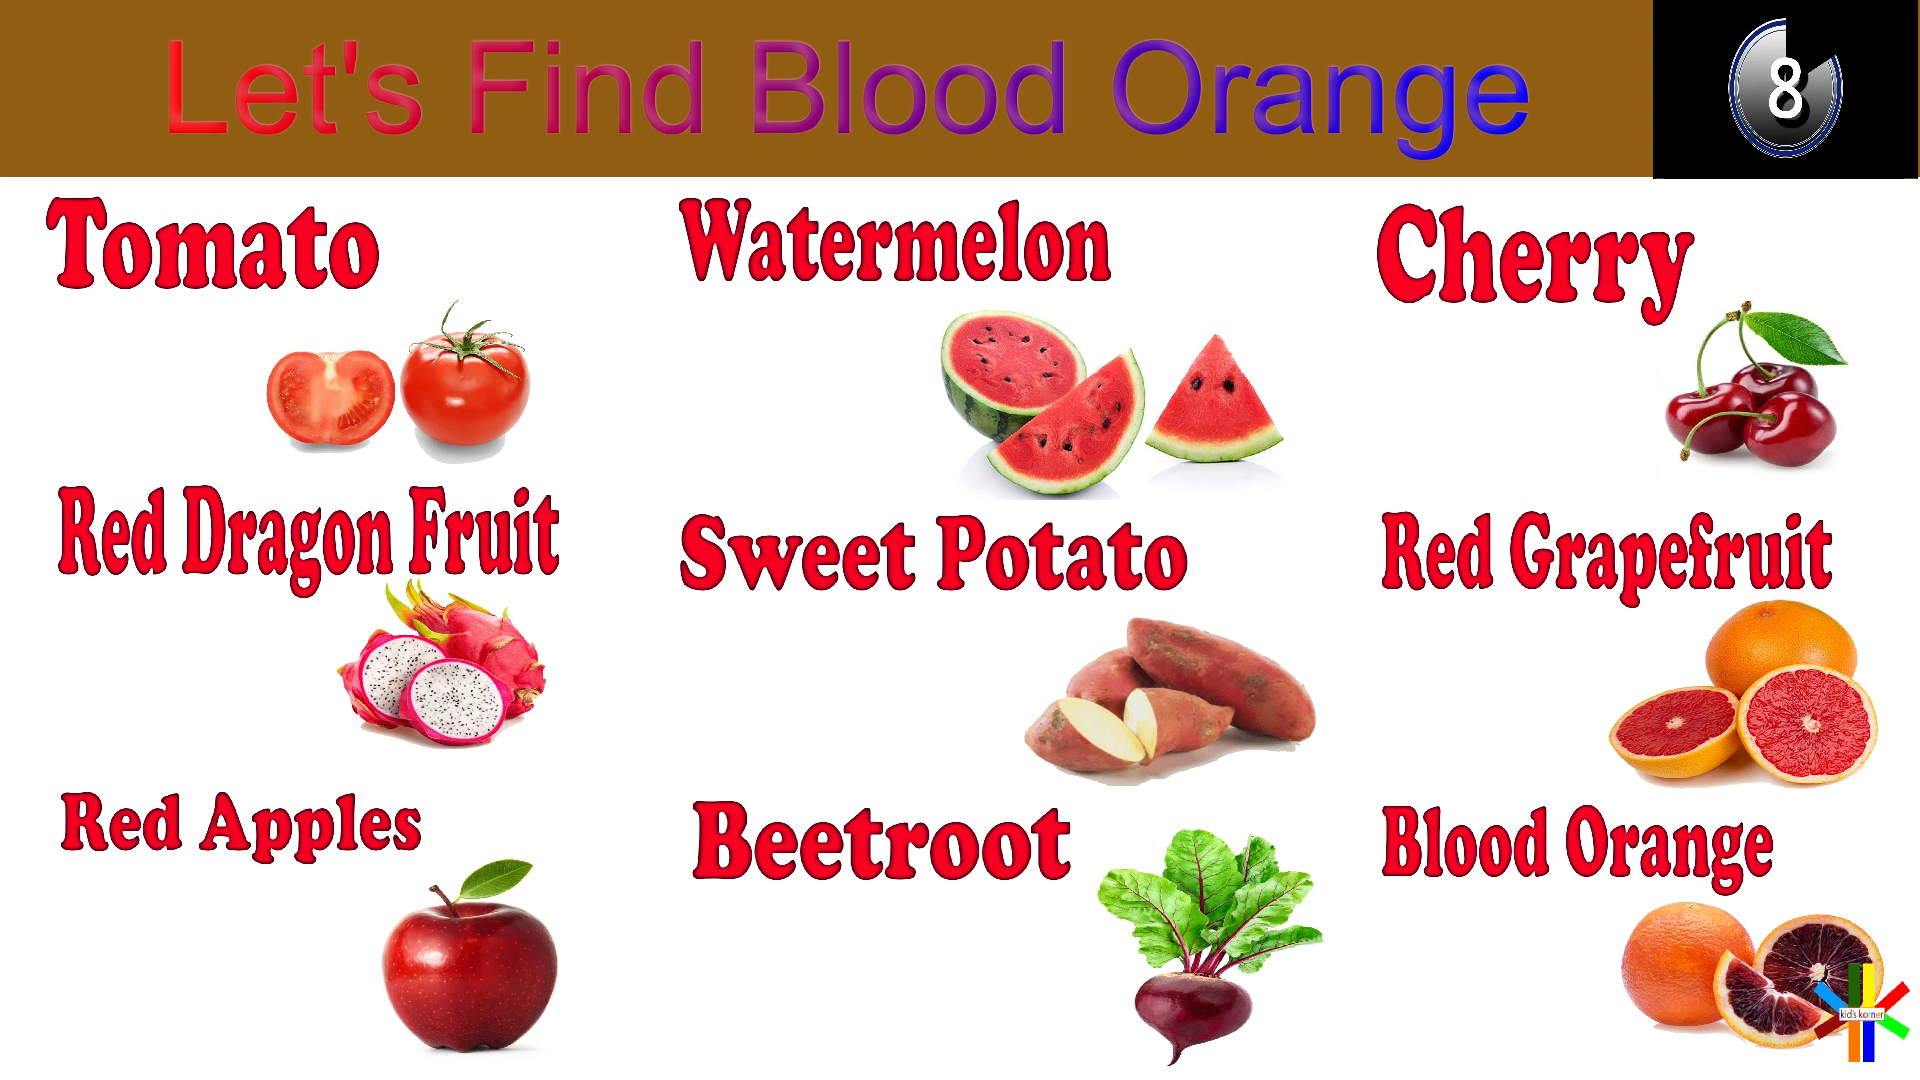 Let's Find Blood Orange
8
Tomato
Watermelon
Cherry
Red Dragon Fruit
Sweet Potato
Red Grapefruit
Red Apples
Beetroot
Blood Orange
kid's korner